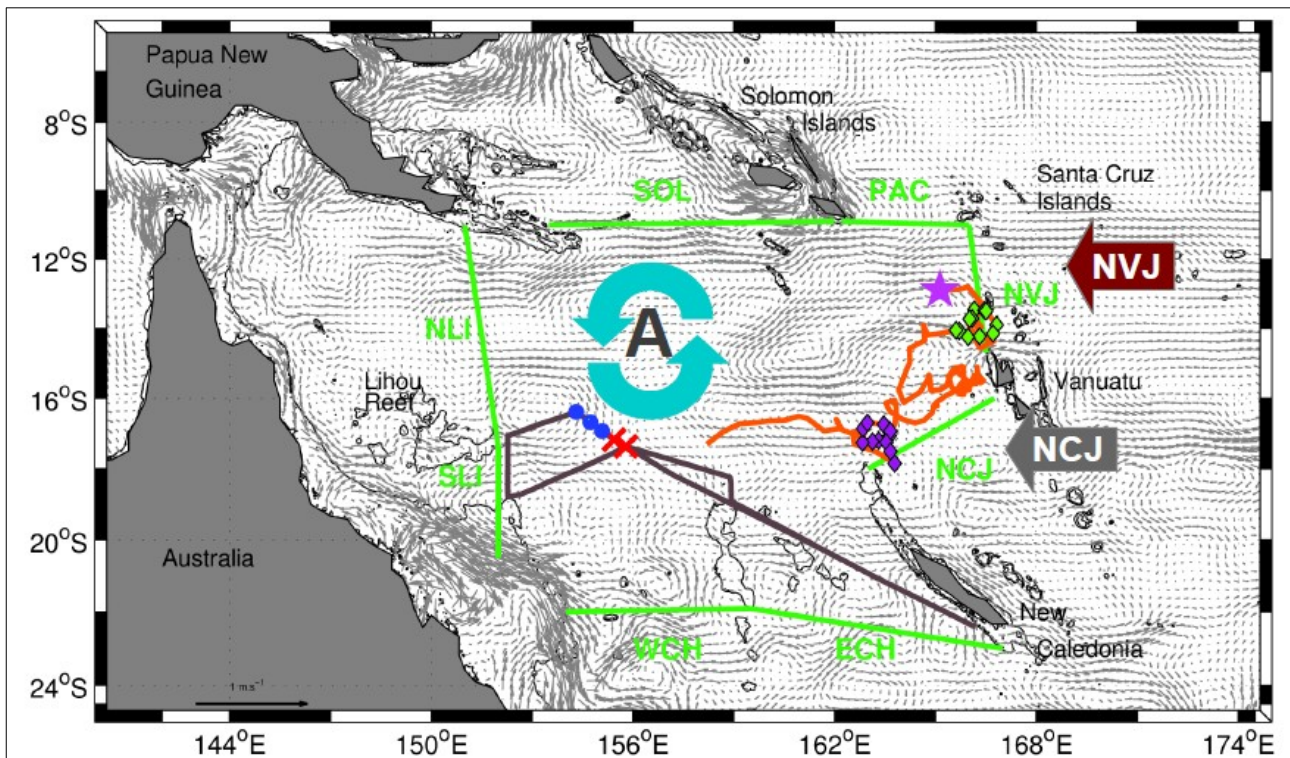 Papua New
Guinea
Solomon
Islands
8°S
SOL
PAC
Santa Cruz
Islands
12°S
NVJ
NVJ
NLI
A
Lihou
Reef
Vanuatu
16°S
SLI
NCJ
NCJ
20°S
Australia
New
Caledonia
WCH
ECH
24°S
1 m.s⁻¹
144°E
150°E
156°E
162°E
168°E
174°E